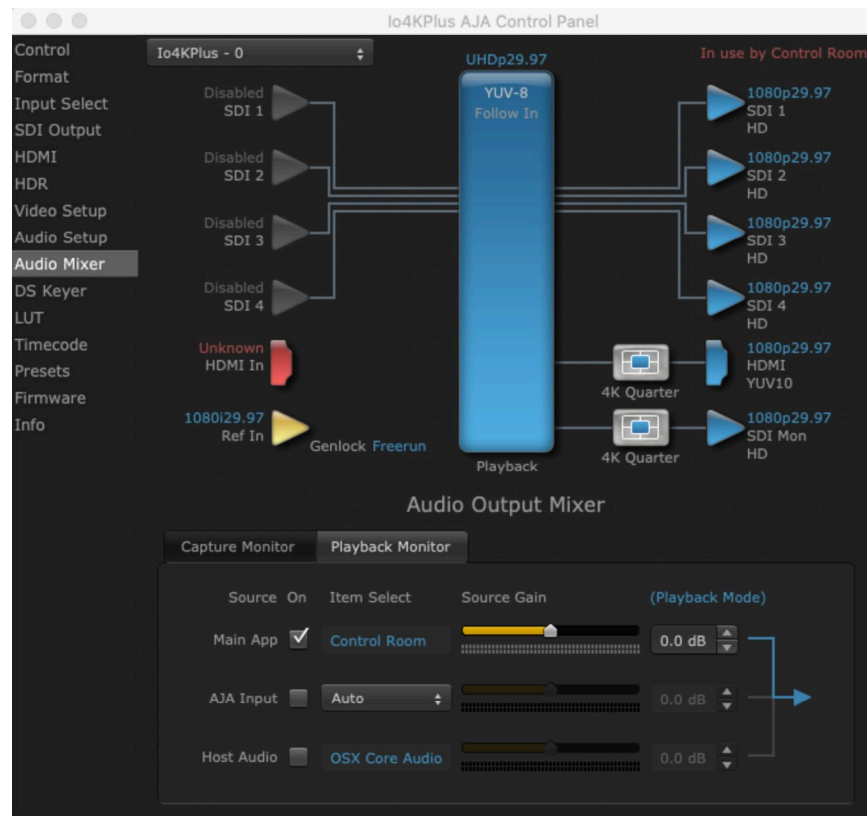 Io4KPlus AJA Control Panel
Control
Format
Input Select
SDI Output
HDMI
HDR
Video Setup
Audio Setup
Audio Mixer
DS Keyer
LUT
Timecode
Presets
Firmware
Info
Io4KPlus - 0
UHDp29.97
In use by Control Room
YUV-8
Follow In
Playback
Disabled
SDI 1
Disabled
SDI 2
Disabled
SDI 3
Disabled
SDI 4
Unknown
HDMI In
1080i29.97
Ref In
Genlock Freerun
1080p29.97
SDI 1
HD
1080p29.97
SDI 2
HD
1080p29.97
SDI 3
HD
1080p29.97
SDI 4
HD
4K Quarter
1080p29.97
HDMI
YUV10
4K Quarter
1080p29.97
SDI Mon
HD
Audio Output Mixer
Capture Monitor Playback Monitor
Source On Item Select Source Gain (Playback Mode)
Main App Control Room 0.0 dB
AJA Input Auto 0.0 dB
Host Audio OSX Core Audio 0.0 dB